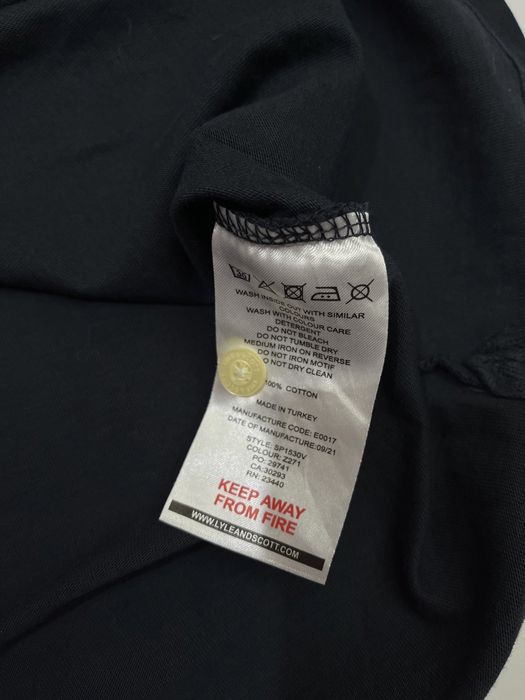 30
WASH INSIDE OUT WITH SIMILAR
COLOURS
WASH WITH COLOUR CARE
DETERGENT
DO NOT BLEACH
DO NOT TUMBLE DRY
MEDIUM IRON ON REVERSE
DO NOT IRON MOTIF
DO NOT DRY CLEAN
100% COTTON
MADE IN TURKEY
MANUFACTURE CODE: E0017
DATE OF MANUFACTURE:09/21
STYLE: SP1530V
COLOUR: Z271
PO: 29741
CA:30293
RN: 23440
KEEP AWAY
FROM FIRE
WWW.LYLEANDSCOTT.COM